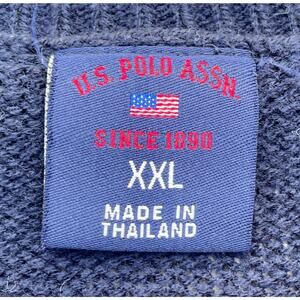 U.S. POLO ASSN.
SINCE 1890
XXL
MADE IN
THAILAND